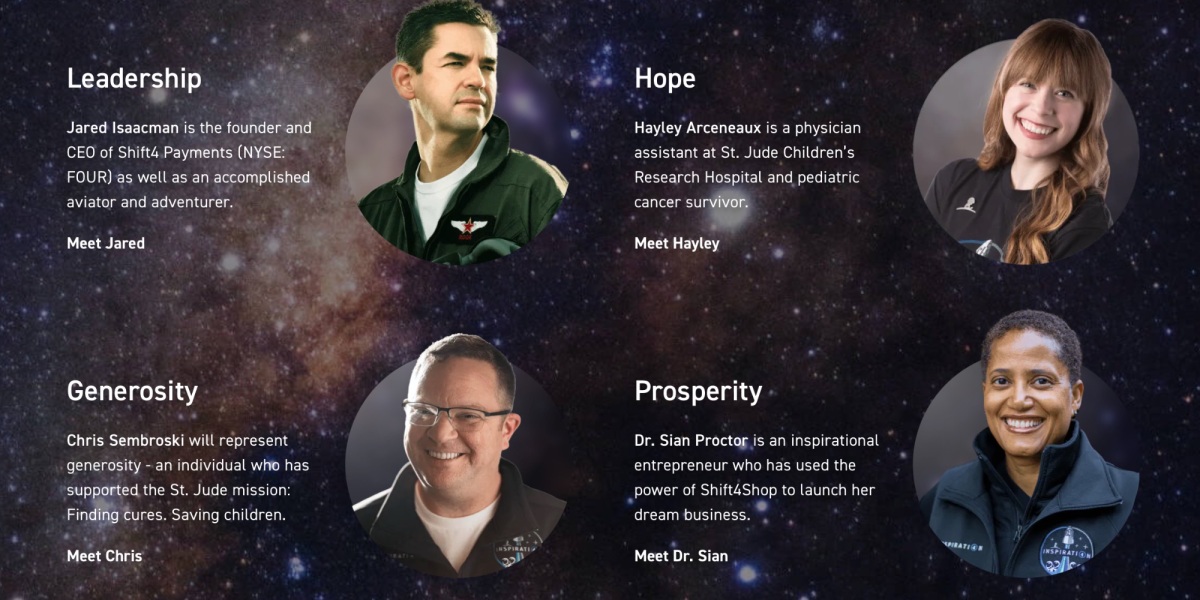 Leadership
Jared Isaacman is the founder and
CEO of Shift4 Payments (NYSE:
FOUR) as well as an accomplished
aviator and adventurer.
Meet Jared
Hope
Hayley Arceneaux is a physician
assistant at St. Jude Children's
Research Hospital and pediatric
cancer survivor.
Meet Hayley
Generosity
Chris Sembroski will represent
generosity - an individual who has
supported the St. Jude mission:
Finding cures. Saving children.
Meet Chris
INSPIRATION
Prosperity
Dr. Sian Proctor is an inspirational
entrepreneur who has used the
power of Shift4Shop to launch her
dream business.
Meet Dr. Sian
INSPIRATION